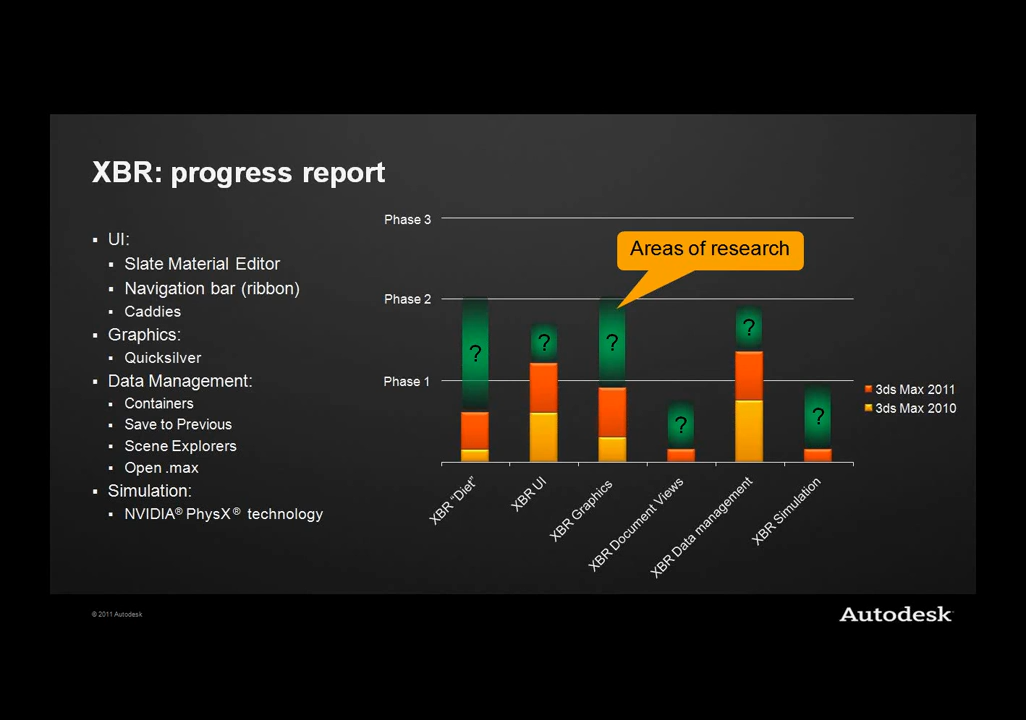 XBR: progress report
▪ UI:
▪ Slate Material Editor
▪ Navigation bar (ribbon)
▪ Caddies
▪ Graphics:
▪ Quicksilver
▪ Data Management:
▪ Containers
▪ Save to Previous
▪ Scene Explorers
▪ Open .max
▪ Simulation:
▪ NVIDIA® PhysX® technology
Phase 3
Areas of research
Phase 2
Phase 1
?
?
?
?
?
?
3ds Max 2011
3ds Max 2010
XBR "Diet"
XBR UI
XBR Graphics
XBR Document Views
XBR Data management
XBR Simulation
© 2011 Autodesk
Autodesk